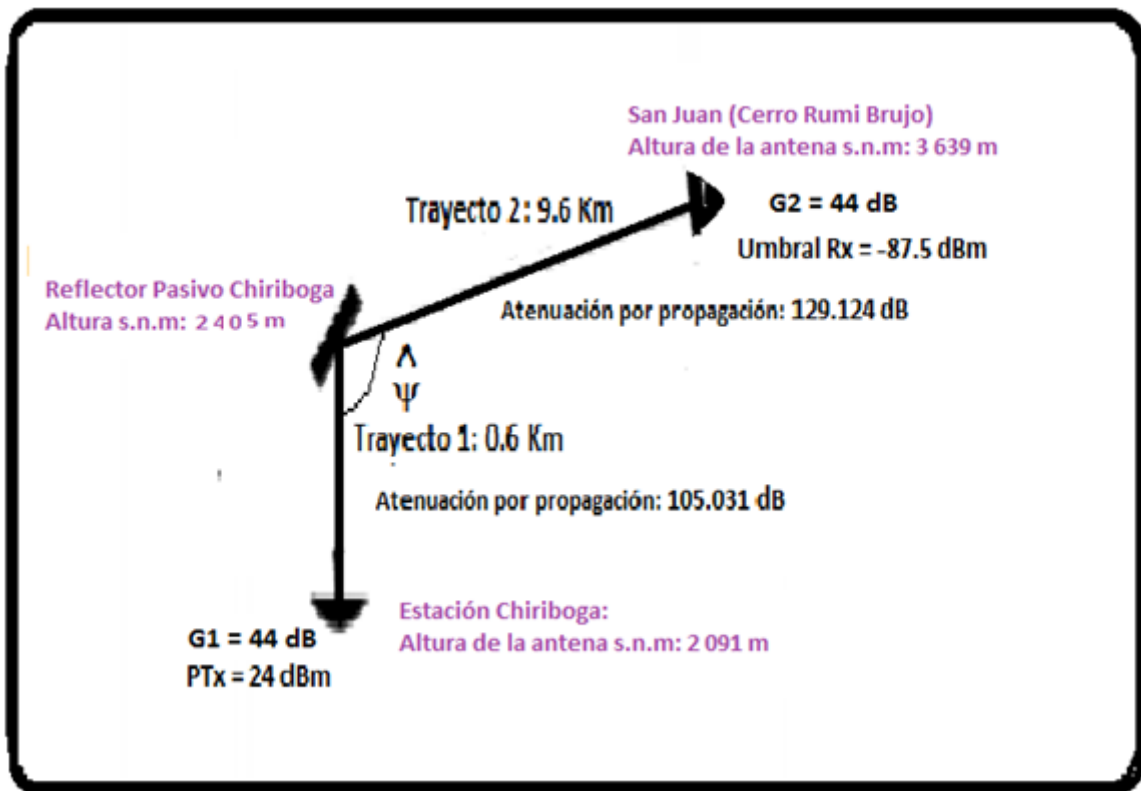 San Juan (Cerro Rumi Brujo)
Altura de la antena s.n.m: 3 639 m
G2 = 44 dB
Umbral Rx = -87.5 dBm
Trayecto 2: 9.6 Km
Reflector Pasivo Chiriboga
Altura s.n.m: 2 4 0 5 m
Atenuación por propagación: 129.124 dB
Λ
Ψ
Trayecto 1: 0.6 Km
Atenuación por propagación: 105.031 dB
Estación Chiriboga:
Altura de la antena s.n.m: 2 091 m
G1 = 44 dB
PTx = 24 dBm